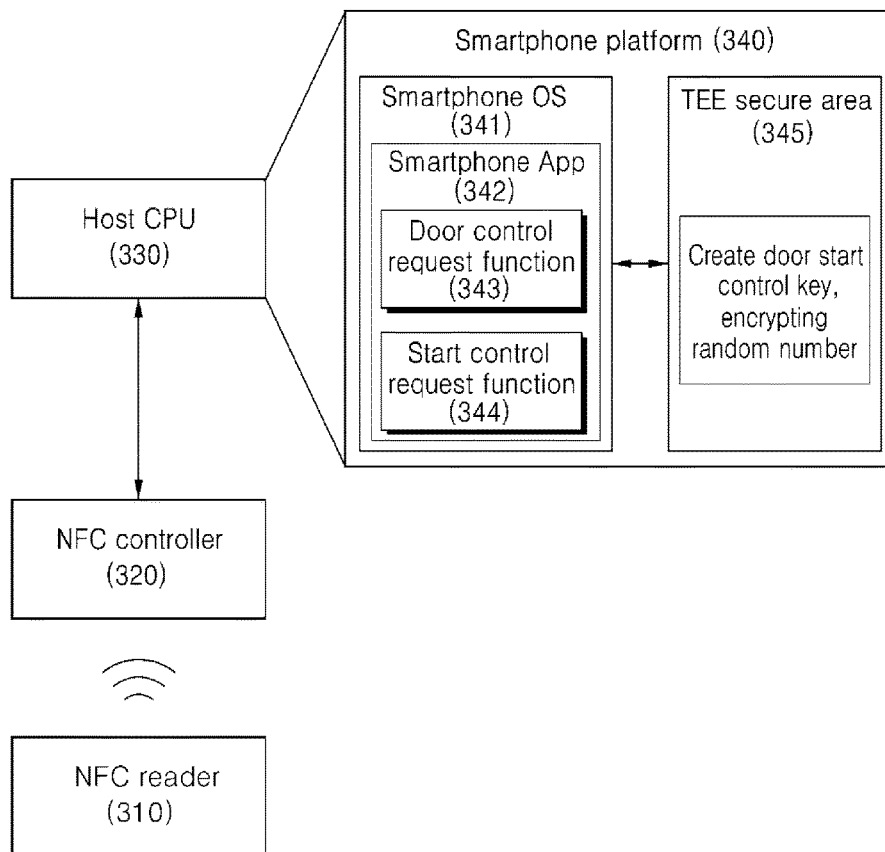 Smartphone platform (340)
Smartphone OS
(341)
Smartphone App
(342)
Door control
request function
(343)
Start control
request function
(344)
TEE secure area
(345)
Create door start
control key,
encrypting
random number
Host CPU
(330)
NFC controller
(320)
NFC reader
(310)